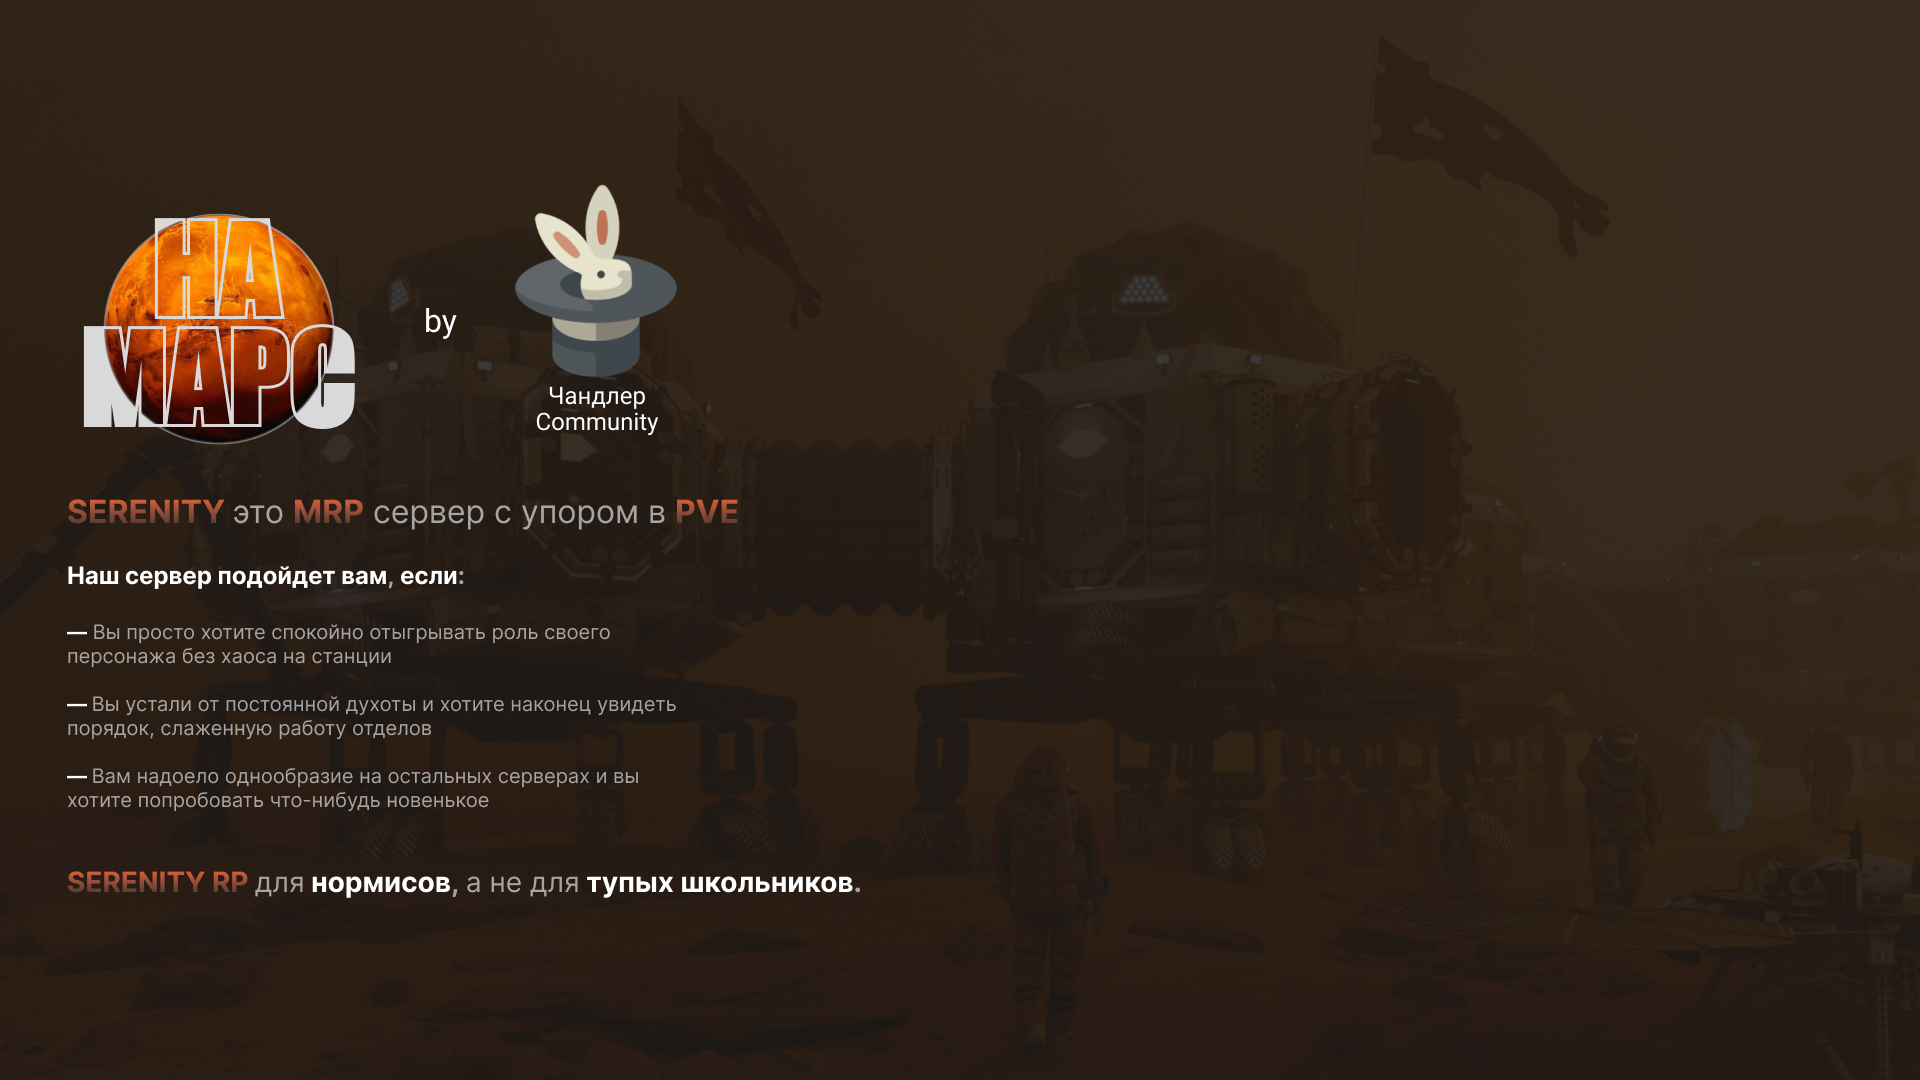 НА
МАРС
by
Чандлер
Community
SERENITY это MRP сервер с упором в PVE
Наш сервер подойдет вам, если:
— Вы просто хотите спокойно отыгрывать роль своего
персонажа без хаоса на станции
— Вы устали от постоянной духоты и хотите наконец увидеть
порядок, слаженную работу отделов
— Вам надоело однообразие на остальных серверах и вы
хотите попробовать что-нибудь новенькое
SERENITY RP для нормисов, а не для тупых школьников.